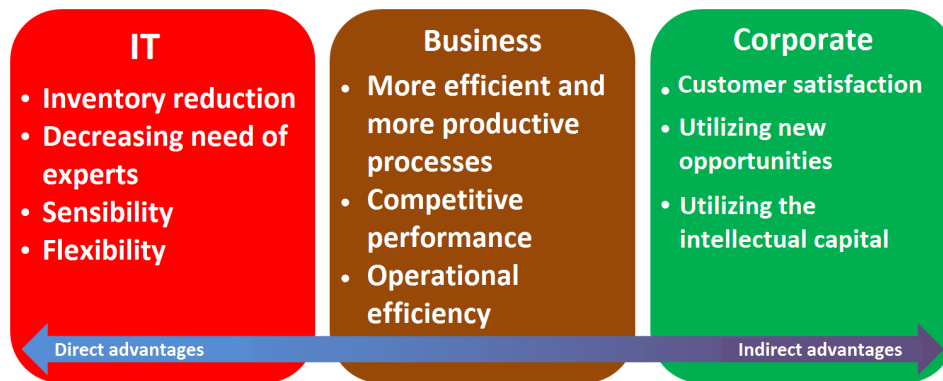 IT
• Inventory reduction
• Decreasing need of
experts
• Sensibility
• Flexibility
Business
• More efficient and
more productive
processes
• Competitive
performance
• Operational
efficiency
Corporate
• Customer satisfaction
• Utilizing new
opportunities
• Utilizing the
intellectual capital
Direct advantages
Indirect advantages